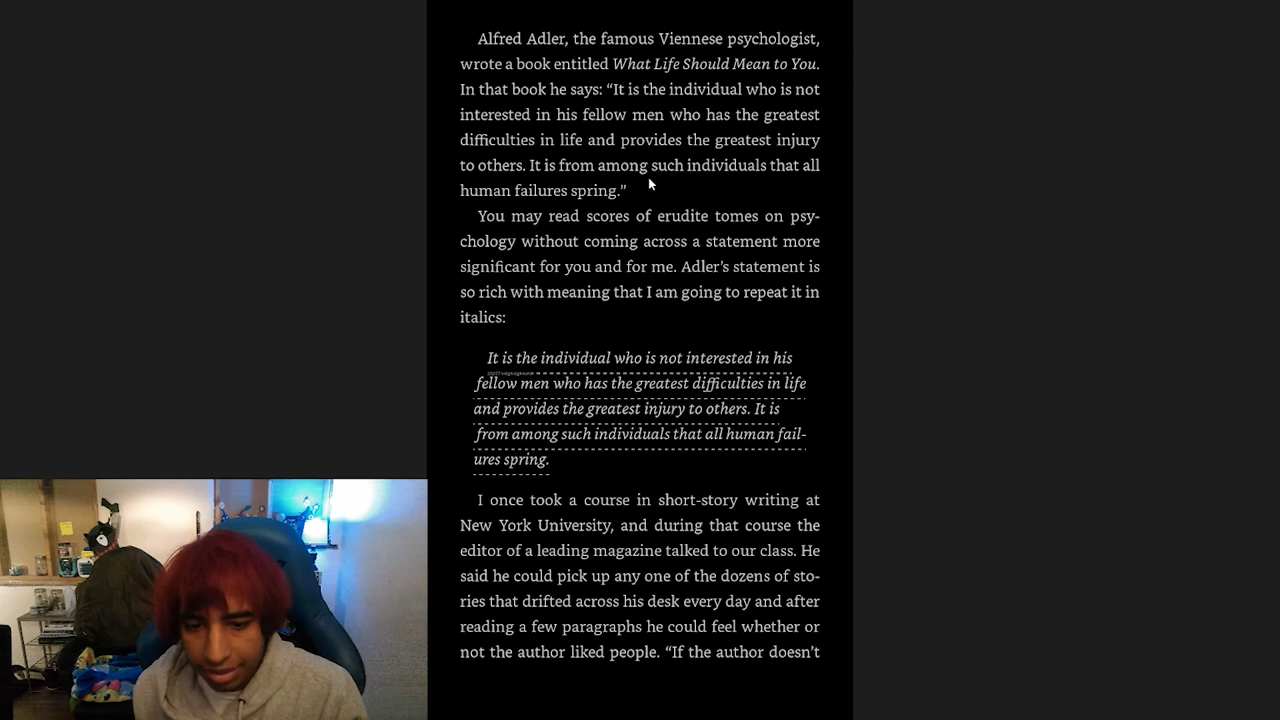 Alfred Adler, the famous Viennese psychologist,
wrote a book entitled What Life Should Mean to You.
In that book he says: “It is the individual who is not
interested in his fellow men who has the greatest
difficulties in life and provides the greatest injury
to others. It is from among such individuals that all
human failures spring.”
You may read scores of erudite tomes on psy-
chology without coming across a statement more
significant for you and for me. Adler’s statement is
so rich with meaning that I am going to repeat it in
italics:
It is the individual who is not interested in his
fellow men who has the greatest difficulties in life
and provides the greatest injury to others. It is
from among such individuals that all human fail-
ures spring.
I once took a course in short-story writing at
New York University, and during that course the
editor of a leading magazine talked to our class. He
said he could pick up any one of the dozens of sto-
ries that drifted across his desk every day and after
reading a few paragraphs he could feel whether or
not the author liked people. “If the author doesn’t